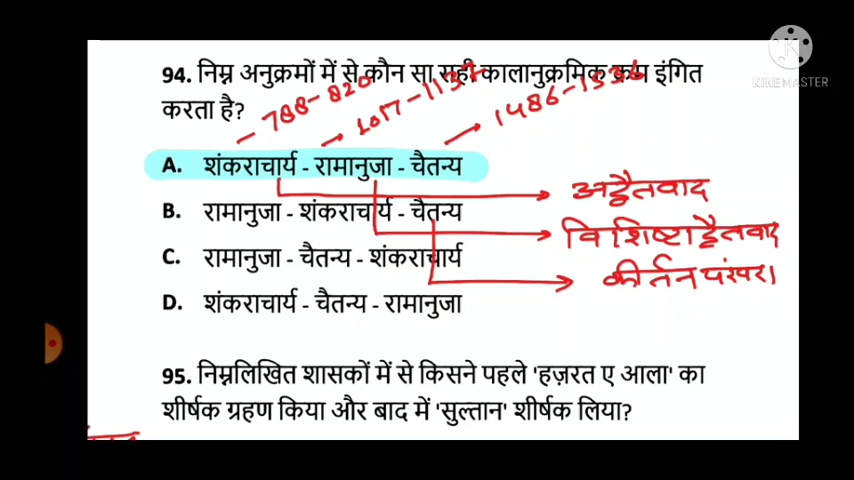 KINEMASTER
94. निम्न अनुक्रमों में से कौन सा सही कालानुक्रमिक क्रम इंगित
करता है?
788-820
1017-1137
1486-1536
A. शंकराचार्य - रामानुजा - चैतन्य
अद्वैतवाद
B. रामानुजा - शंकराचार्य - चैतन्य
विशिष्टाद्वैतवाद
C. रामानुजा - चैतन्य - शंकराचार्य
कीर्तन परंपरा
D. शंकराचार्य - चैतन्य - रामानुजा
95. निम्नलिखित शासकों में से किसने पहले 'हज़रत ए आला' का
शीर्षक ग्रहण किया और बाद में 'सुल्तान' शीर्षक लिया?